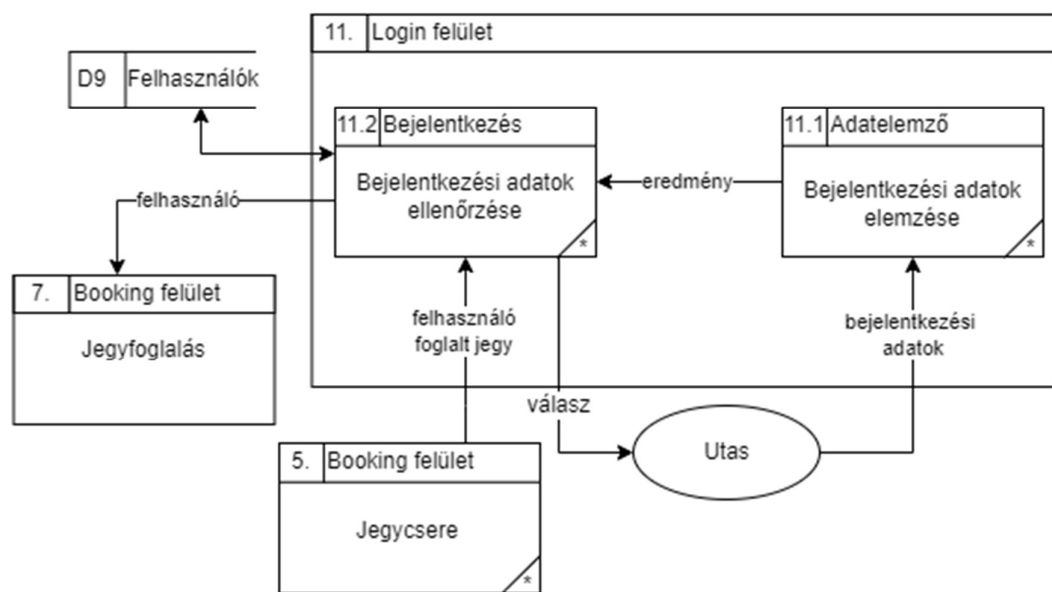 11. Login felület
D9 Felhasználók
11.2 Bejelentkezés
Bejelentkezési adatok
ellenőrzése
*
11.1 Adatelemző
Bejelentkezési adatok
elemzése
*
eredmény
felhasználó
7. Booking felület
Jegyfoglalás
felhasználó
foglalt jegy
bejelentkezési
adatok
válasz
Utas
5. Booking felület
Jegycsere
*